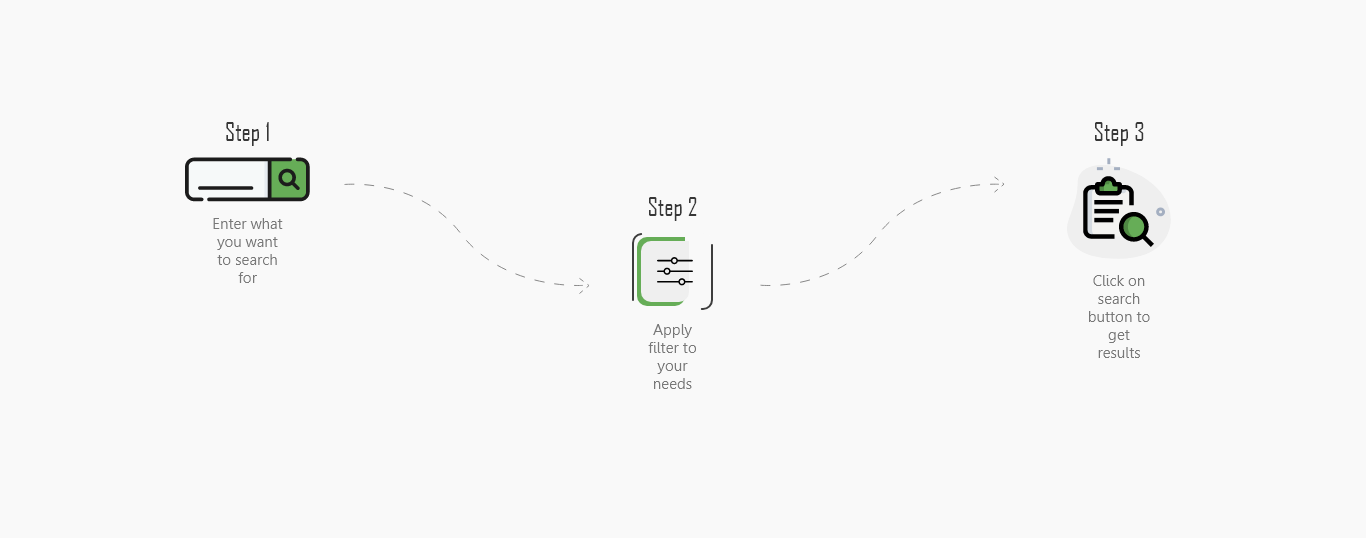 Step 1
Enter what
you want
to search
for
Step 2
Apply
filter to
your
needs
Step 3
Click on
search
button to
get
results